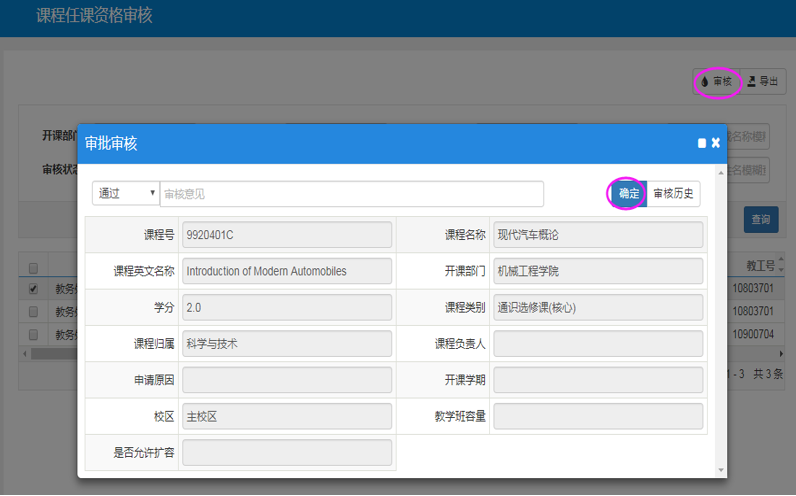 课程任课资格审核
审核 导出
开课部门
审批审核
审核状态
通过 审核意见 确定 审核历史
查询
课程号 9920401C 课程名称 现代汽车概论
课程英文名称 Introduction of Modern Automobiles 开课部门 机械工程学院
学分 2.0 课程类别 通识选修课(核心)
课程归属 科学与技术 课程负责人
申请原因 开课学期
校区 主校区 教学班容量
是否允许扩容
教工号
教务 10803701
教务 10803701
教务 10900704
1 - 3 共 3 条